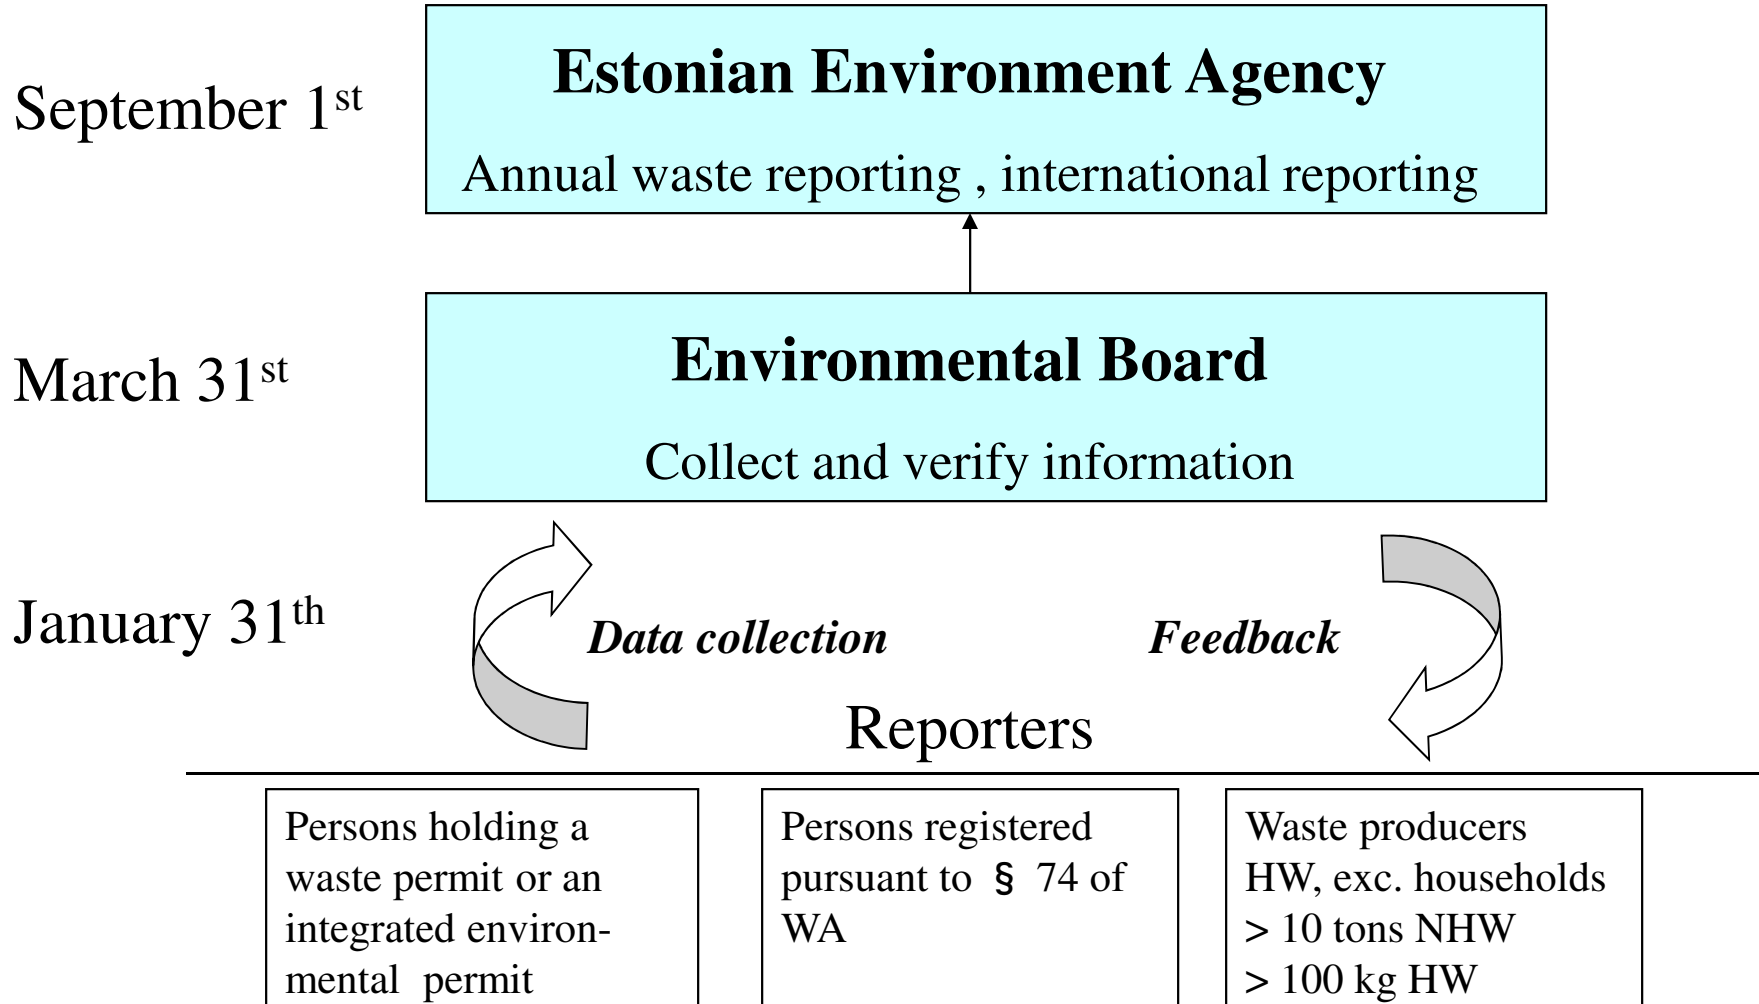 September 1st
Estonian Environment Agency
Annual waste reporting , international reporting
March 31st
Environmental Board
Collect and verify information
January 31th
Data collection
Feedback
Reporters
Persons holding a
waste permit or an
integrated environ-
mental permit
Persons registered
pursuant to § 74 of
WA
Waste producers
HW, exc. households
> 10 tons NHW
> 100 kg HW